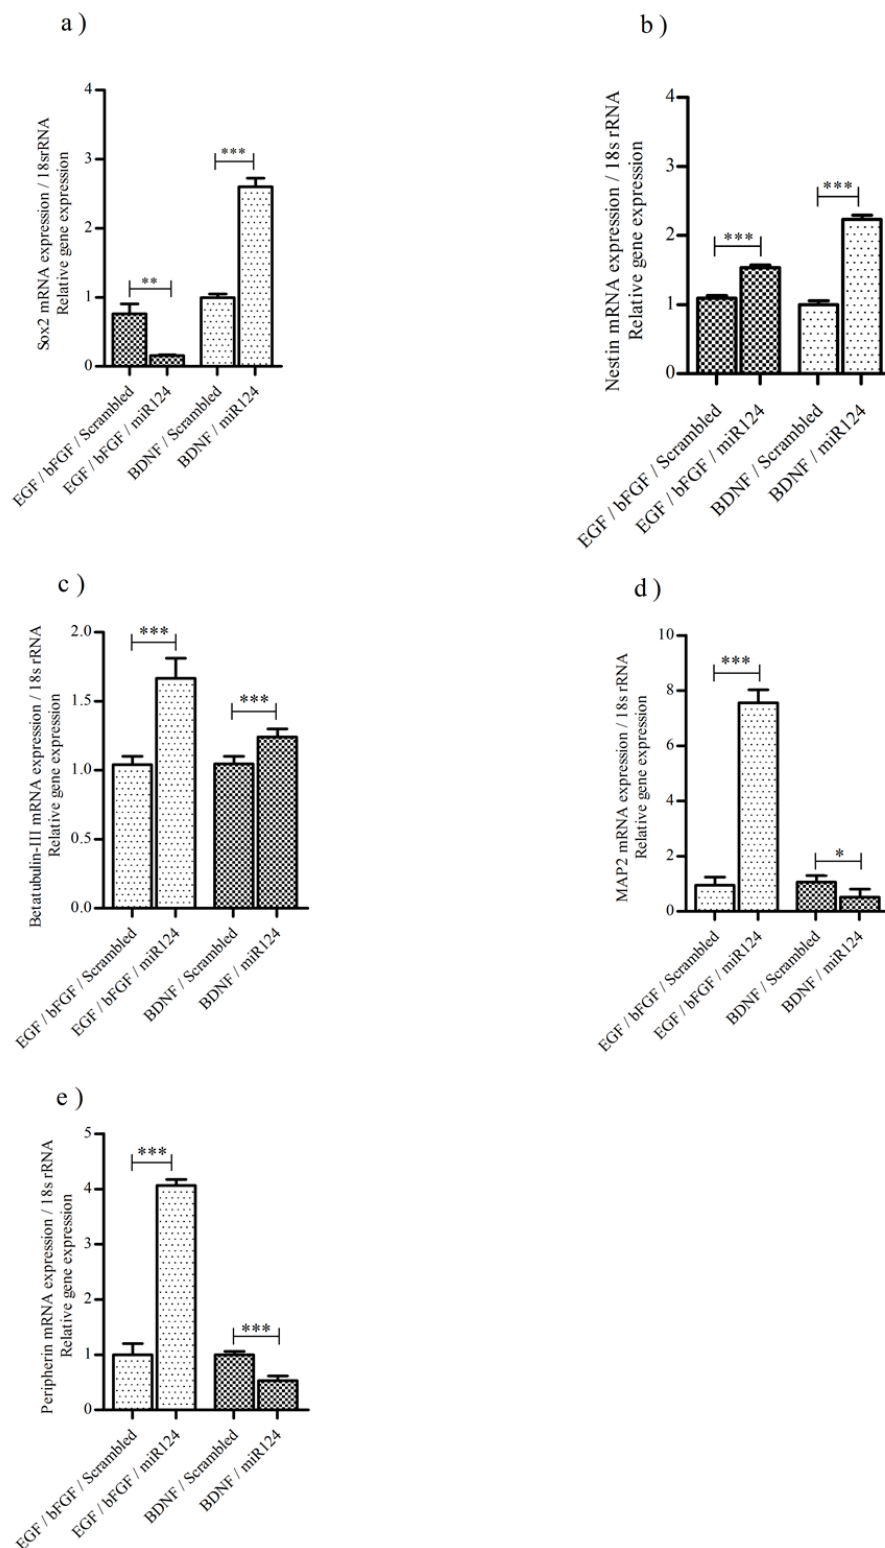 a )
Sox2 mRNA expression / 18srRNA
Relative gene expression
4
3
2
1
0
***
**
EGF / bFGF / Scrambled
EGF / bFGF / miR124
BDNF / Scrambled
BDNF / miR124
b )
Nestin mRNA expression / 18s rRNA
Relative gene expression
4
3
2
1
0
***
***
EGF / bFGF / Scrambled
EGF / bFGF / miR124
BDNF / Scrambled
BDNF / miR124
c )
Betatubulin-III mRNA expression / 18s rRNA
Relative gene expression
2.0
1.5
1.0
0.5
0.0
***
***
EGF / bFGF / Scrambled
EGF / bFGF / miR124
BDNF / Scrambled
BDNF / miR124
d )
MAP2 mRNA expression / 18s rRNA
Relative gene expression
10
8
6
4
2
0
***
*
EGF / bFGF / Scrambled
EGF / bFGF / miR124
BDNF / Scrambled
BDNF / miR124
e )
Peripherin mRNA expression / 18s rRNA
Relative gene expression
5
4
3
2
1
0
***
***
EGF / bFGF / Scrambled
EGF / bFGF / miR124
BDNF / Scrambled
BDNF / miR124